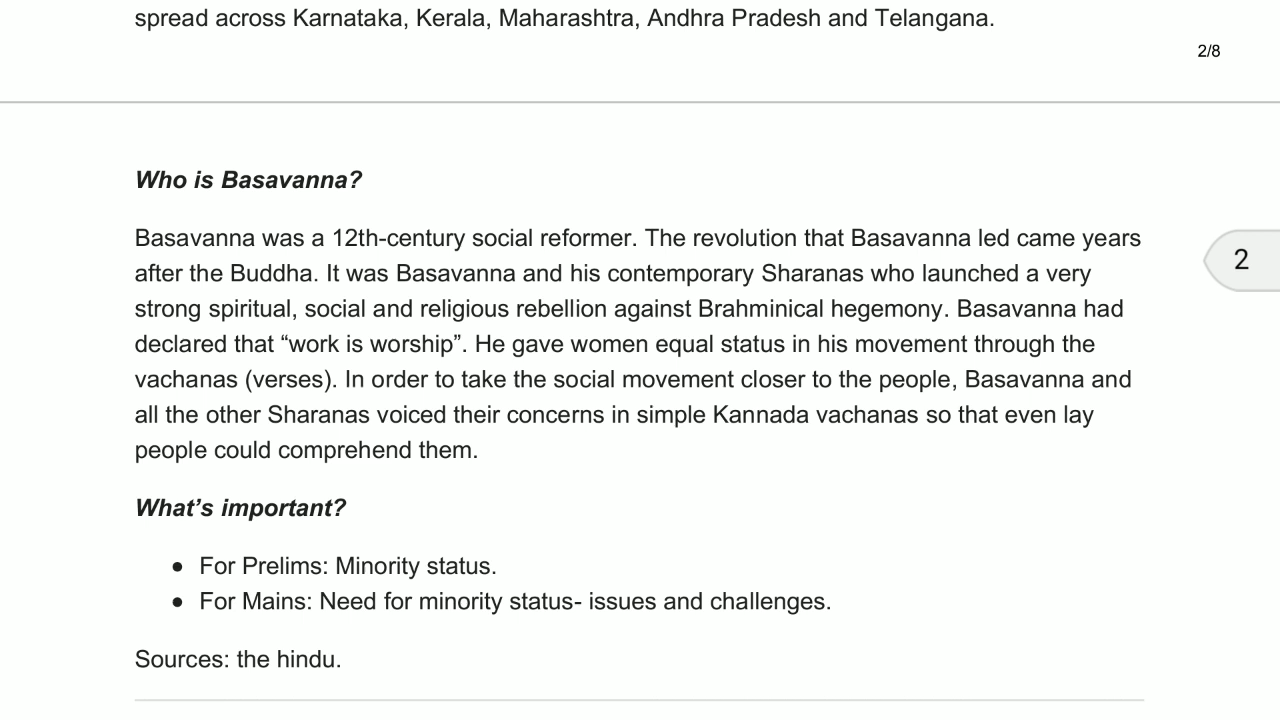 spread across Karnataka, Kerala, Maharashtra, Andhra Pradesh and Telangana.
2/8
Who is Basavanna?
Basavanna was a 12th-century social reformer. The revolution that Basavanna led came years
2
after the Buddha. It was Basavanna and his contemporary Sharanas who launched a very
strong spiritual, social and religious rebellion against Brahminical hegemony. Basavanna had
declared that “work is worship”. He gave women equal status in his movement through the
vachanas (verses). In order to take the social movement closer to the people, Basavanna and
all the other Sharanas voiced their concerns in simple Kannada vachanas so that even lay
people could comprehend them.
What’s important?
● For Prelims: Minority status.
● For Mains: Need for minority status- issues and challenges.
Sources: the hindu.